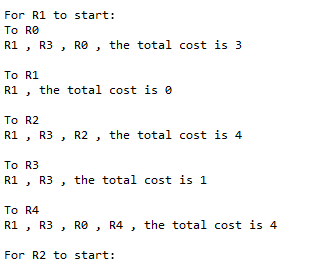 For R1 to start:
To R0
R1 , R3 , R0 , the total cost is 3
To R1
R1 , the total cost is 0
To R2
R1 , R3 , R2 , the total cost is 4
To R3
R1 , R3 , the total cost is 1
To R4
R1 , R3 , R0 , R4 , the total cost is 4
For R2 to start: